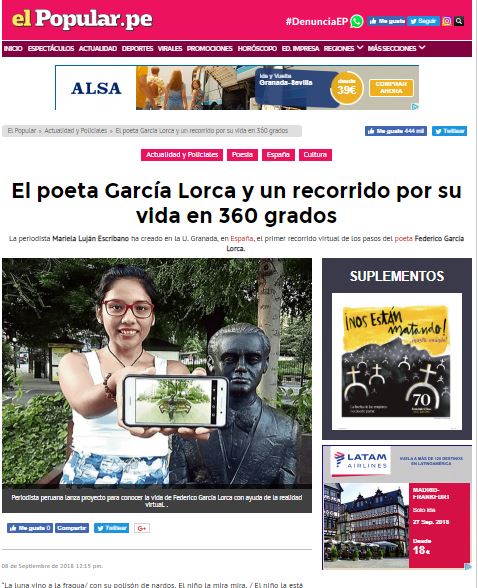 el Popular.pe
#DenunciaEP
Me gusta
Seguir
INICIO ESPECTÁCULOS ACTUALIDAD DEPORTES VIRALES PROMOCIONES HORÓSCOPO ED. IMPRESA REGIONES MÁS SECCIONES
ALSA
Ida y Vuelta
Granada-Sevilla
desde
39€
COMPRAR
AHORA
El Popular » Actualidad y Policiales » El poeta García Lorca y un recorrido por su vida en 360 grados
Me gusta 444 mil
Twittear
Actualidad y Policiales
Poesía
España
Cultura
El poeta García Lorca y un recorrido por su
vida en 360 grados
La periodista Mariela Luján Escribano ha creado en la U. Granada, en España, el primer recorrido virtual de los pasos del poeta Federico García
Lorca.
SUPLEMENTOS
¡NOS ESTÁN
matando!
70
LATAM
AIRLINES
VUELA A MÁS DE 120 DESTINOS
EN LATINOAMÉRICA
MADRID-
FRANKFURT
Solo ida
27 Sep. 2018
Desde
18€
Periodista peruana lanza proyecto para conocer la vida de Federico García Lorca con ayuda de la realidad
virtual. .
Me gusta 0
Compartir
Twittear
G+
08 de Septiembre de 2018 12:15 pm.
"La luna vino a la fragua/ con su polisón de nardos. El niño la mira mira. / El niño la está